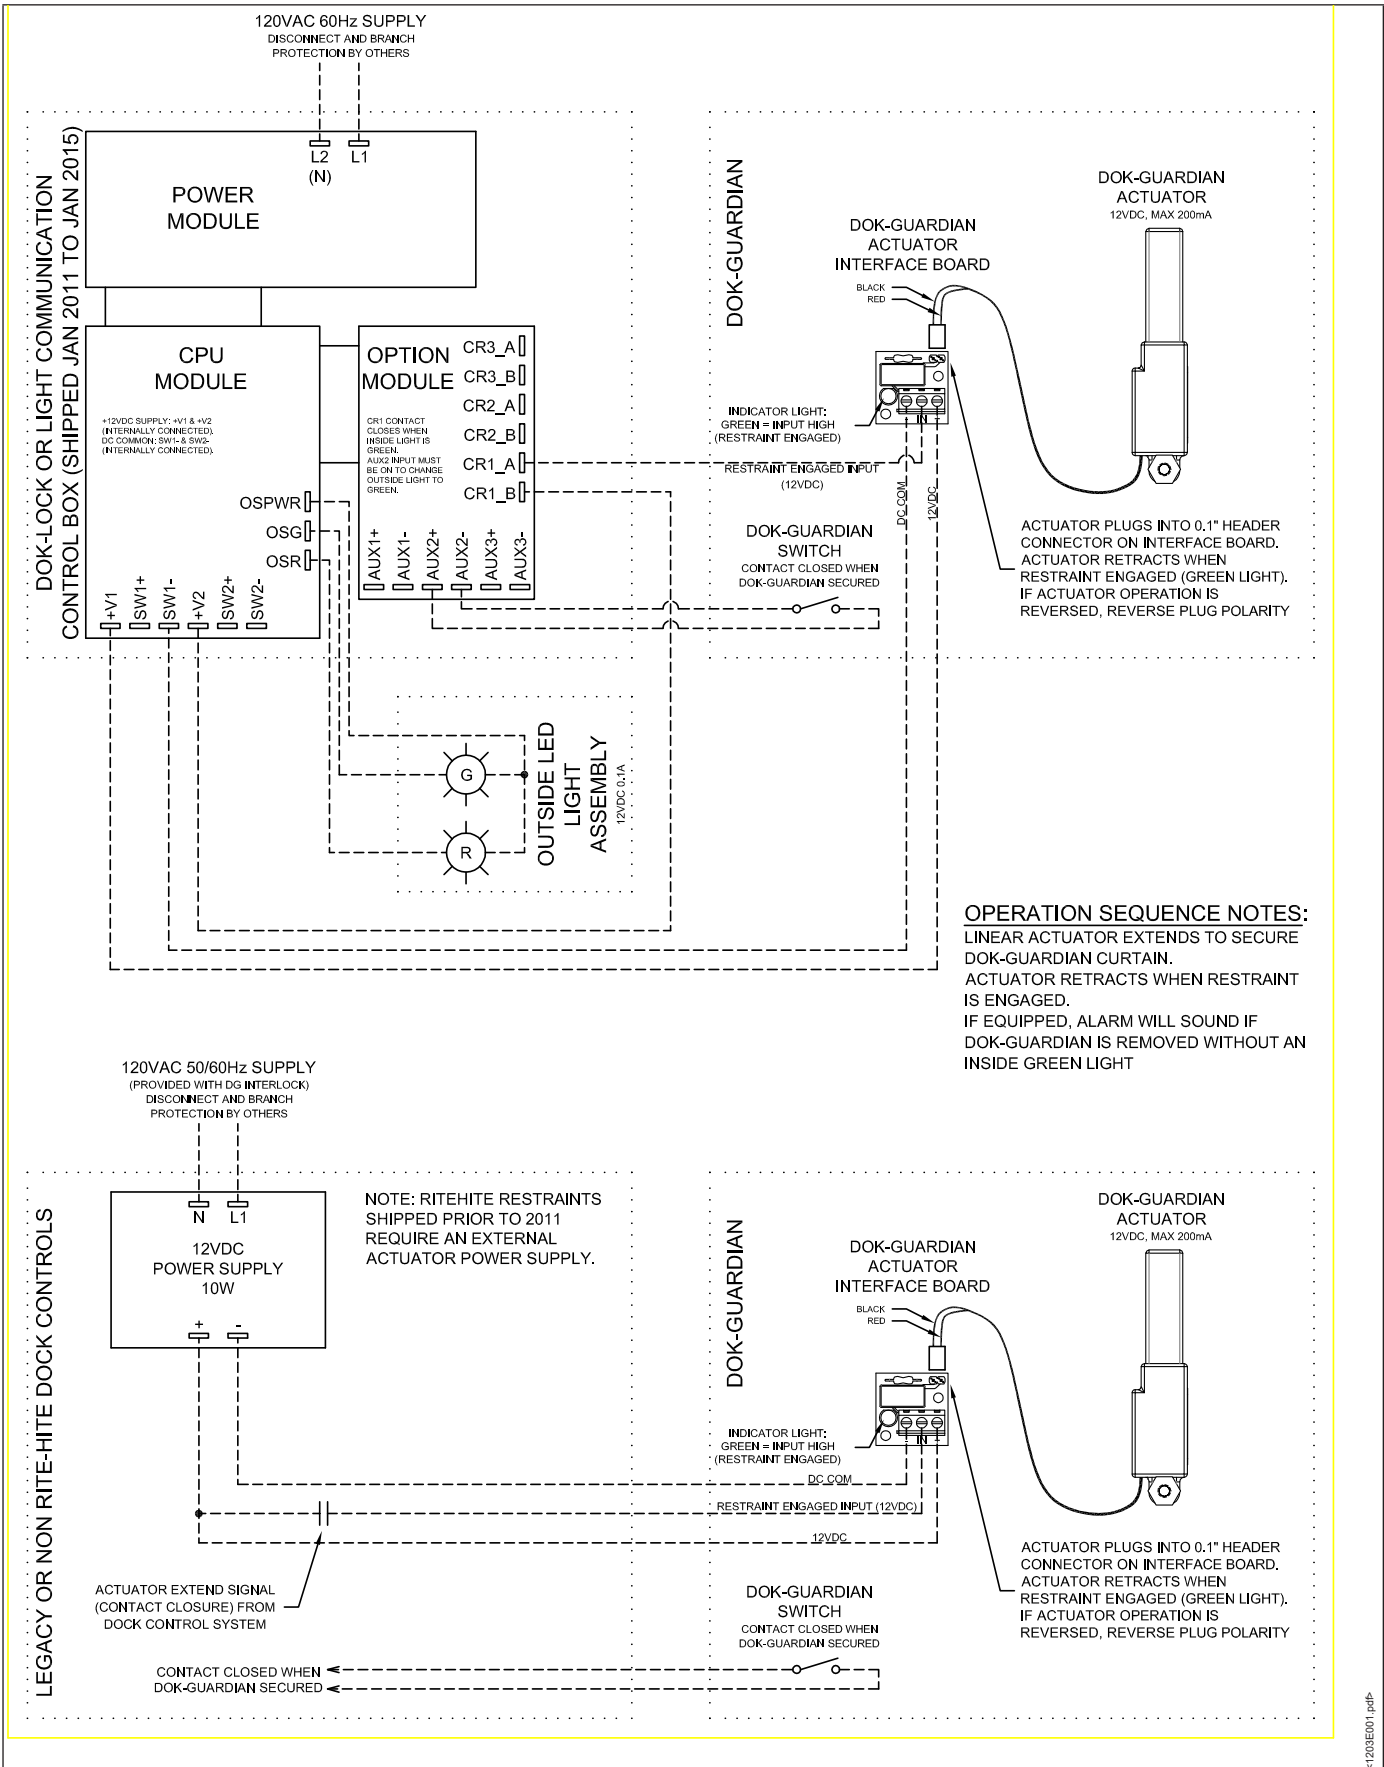 120VAC 60Hz SUPPLY
DISCONNECT AND BRANCH
PROTECTION BY OTHERS
DOK-LOCK OR LIGHT COMMUNICATION
CONTROL BOX (SHIPPED JAN 2011 TO JAN 2015)
L2
(N)
L1
POWER
MODULE
CPU
MODULE
+12VDC SUPPLY: +V1 & +V2
(INTERNALLY CONNECTED).
DC COMMON: SW1- & SW2-
(INTERNALLY CONNECTED).
OSPWR
OSG
OSR
+V1
SW1+
SW1-
+V2
SW2+
SW2-
OPTION
MODULE
CR1 CONTACT
CLOSES WHEN
INSIDE LIGHT IS
GREEN.
AUX2 INPUT MUST
BE ON TO CHANGE
OUTSIDE LIGHT TO
GREEN.
CR3_A
CR3_B
CR2_A
CR2_B
CR1_A
CR1_B
AUX1+
AUX1-
AUX2+
AUX2-
AUX3+
AUX3-
G
R
OUTSIDE LED
LIGHT
ASSEMBLY
12VDC 0.1A
DOK-GUARDIAN
DOK-GUARDIAN
ACTUATOR
INTERFACE BOARD
BLACK
RED
DOK-GUARDIAN
ACTUATOR
12VDC, MAX 200mA
INDICATOR LIGHT:
GREEN = INPUT HIGH
(RESTRAINT ENGAGED)
- IN +
RESTRAINT ENGAGED INPUT
(12VDC)
DC COM
12VDC
DOK-GUARDIAN
SWITCH
CONTACT CLOSED WHEN
DOK-GUARDIAN SECURED
ACTUATOR PLUGS INTO 0.1" HEADER
CONNECTOR ON INTERFACE BOARD.
ACTUATOR RETRACTS WHEN
RESTRAINT ENGAGED (GREEN LIGHT).
IF ACTUATOR OPERATION IS
REVERSED, REVERSE PLUG POLARITY
OPERATION SEQUENCE NOTES:
LINEAR ACTUATOR EXTENDS TO SECURE
DOK-GUARDIAN CURTAIN.
ACTUATOR RETRACTS WHEN RESTRAINT
IS ENGAGED.
IF EQUIPPED, ALARM WILL SOUND IF
DOK-GUARDIAN IS REMOVED WITHOUT AN
INSIDE GREEN LIGHT
120VAC 50/60Hz SUPPLY
(PROVIDED WITH DG INTERLOCK)
DISCONNECT AND BRANCH
PROTECTION BY OTHERS
LEGACY OR NON RITE-HITE DOCK CONTROLS
N
L1
12VDC
POWER SUPPLY
10W
+
-
NOTE: RITEHITE RESTRAINTS
SHIPPED PRIOR TO 2011
REQUIRE AN EXTERNAL
ACTUATOR POWER SUPPLY.
ACTUATOR EXTEND SIGNAL
(CONTACT CLOSURE) FROM
DOCK CONTROL SYSTEM
CONTACT CLOSED WHEN
DOK-GUARDIAN SECURED
DOK-GUARDIAN
DOK-GUARDIAN
ACTUATOR
INTERFACE BOARD
BLACK
RED
DOK-GUARDIAN
ACTUATOR
12VDC, MAX 200mA
INDICATOR LIGHT:
GREEN = INPUT HIGH
(RESTRAINT ENGAGED)
- IN +
DC COM
RESTRAINT ENGAGED INPUT (12VDC)
12VDC
DOK-GUARDIAN
SWITCH
CONTACT CLOSED WHEN
DOK-GUARDIAN SECURED
ACTUATOR PLUGS INTO 0.1" HEADER
CONNECTOR ON INTERFACE BOARD.
ACTUATOR RETRACTS WHEN
RESTRAINT ENGAGED (GREEN LIGHT).
IF ACTUATOR OPERATION IS
REVERSED, REVERSE PLUG POLARITY